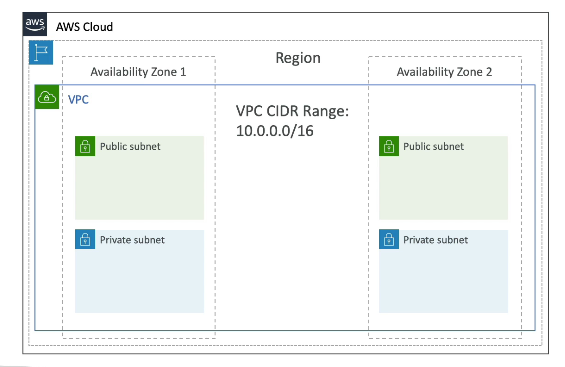 aws
AWS Cloud
Region
Availability Zone 1
Availability Zone 2
VPC
VPC CIDR Range:
10.0.0.0/16
Public subnet
Public subnet
Private subnet
Private subnet